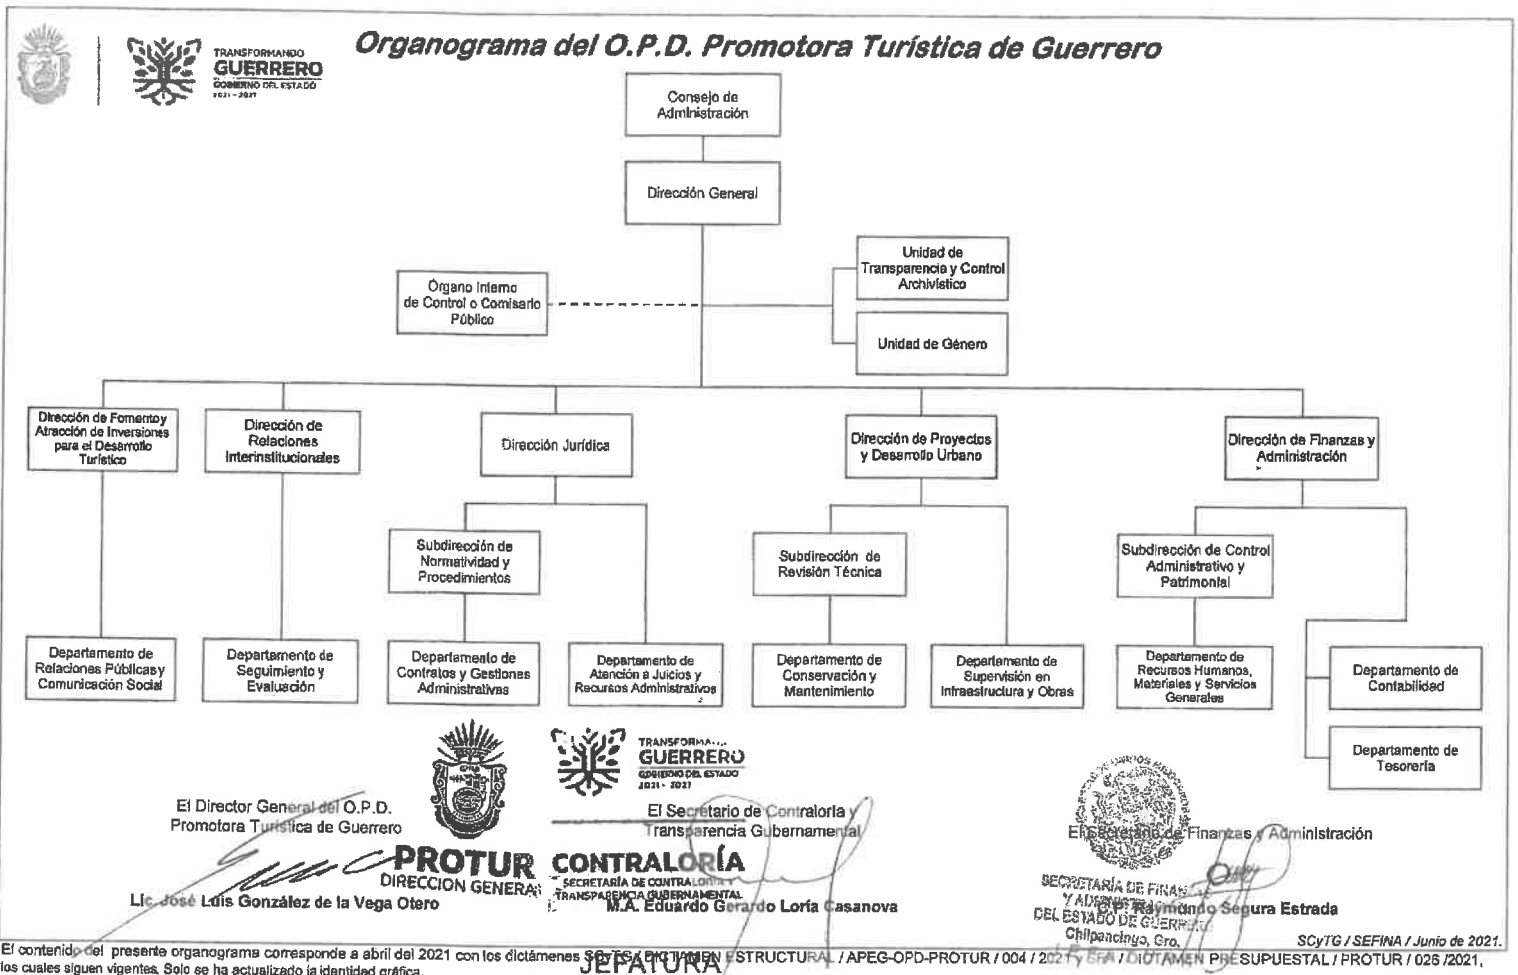 TRANSFORMANDO
GUERRERO
GOBIERNO DEL ESTADO
2021 - 2027
Organograma del O.P.D. Promotora Turística de Guerrero
Consejo de
Administración
Dirección General
Unidad de
Transparencia y Control
Archivístico
Órgano Interno
de Control o Comisario
Público
Unidad de Género
Dirección de Fomento y
Atracción de Inversiones
para el Desarrollo
Turístico
Dirección de
Relaciones
Interinstitucionales
Dirección Jurídica
Dirección de Proyectos
y Desarrollo Urbano
Dirección de Finanzas y
Administración
Subdirección de
Normatividad y
Procedimientos
Subdirección de
Revisión Técnica
Subdirección de Control
Administrativo y
Patrimonial
Departamento de
Relaciones Públicas y
Comunicación Social
Departamento de
Seguimiento y
Evaluación
Departamento de
Contratos y Gestiones
Administrativas
Departamento de
Atención a Juicios y
Recursos Administrativos
Departamento de
Conservación y
Mantenimiento
Departamento de
Supervisión en
Infraestructura y Obras
Departamento de
Recursos Humanos,
Materiales y Servicios
Generales
Departamento de
Contabilidad
Departamento de
Tesorería
El Director General del O.P.D.
Promotora Turística de Guerrero
PROTUR
DIRECCION GENERAL
Lic. José Luis González de la Vega Otero
TRANSFORMA
GUERRERO
GOBIERNO DEL ESTADO
2021 - 2027
El Secretario de Contraloría y
Transparencia Gubernamental
CONTRALORÍA
SECRETARÍA DE CONTRALORÍA Y
TRANSPARENCIA GUBERNAMENTAL
M.A. Eduardo Gerardo Loría Casanova
El Secretario de Finanzas y Administración
SECRETARÍA DE FINANZAS
Y ADMINISTRACIÓN
DEL ESTADO DE GUERRERO
Chilpancingo, Gro.
C.P. Raymundo Segura Estrada
SCyTG / SEFINA / Junio de 2021.
El contenido del presente organograma corresponde a abril del 2021 con los dictámenes SCyTG / DICTAMEN ESTRUCTURAL / APEG-OPD-PROTUR / 004 / 2021 y / DICTAMEN PRESUPUESTAL / PROTUR / 026 /2021,
los cuales siguen vigentes. Solo se ha actualizado la identidad gráfica.
JEFATURA